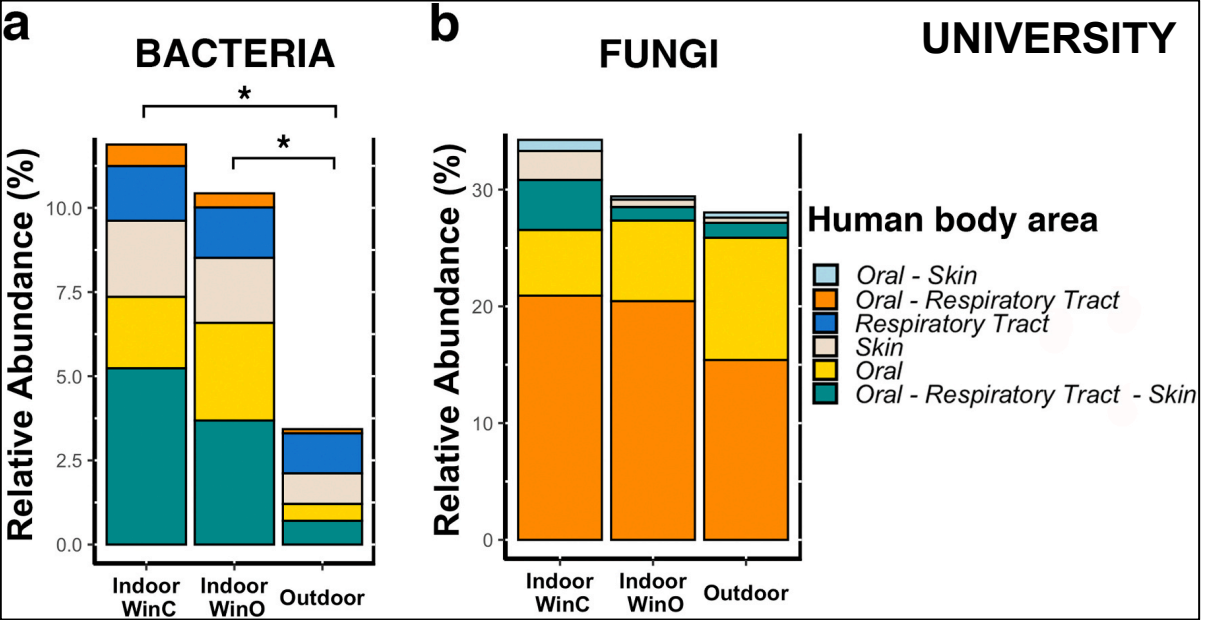 a
BACTERIA
b
FUNGI
UNIVERSITY
*
*
Relative Abundance (%)
10.0
7.5
5.0
2.5
0.0
Indoor WinC
Indoor WinO
Outdoor
Relative Abundance (%)
30
20
10
0
Indoor WinC
Indoor WinO
Outdoor
Human body area
Oral - Skin
Oral - Respiratory Tract
Respiratory Tract
Skin
Oral
Oral - Respiratory Tract - Skin